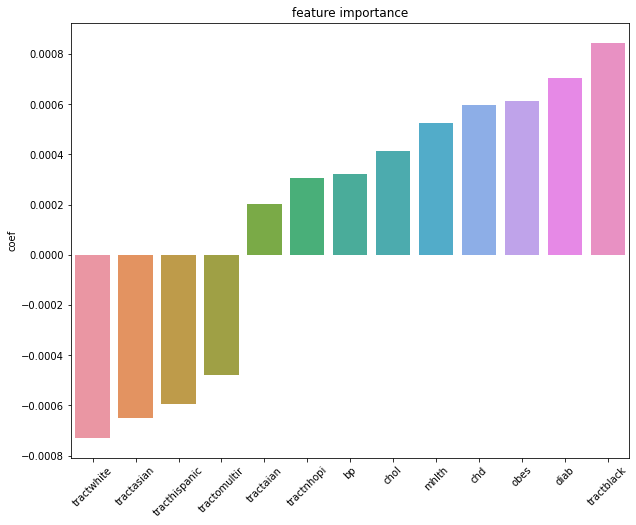 feature importance
coef
0.0008
0.0006
0.0004
0.0002
0.0000
−0.0002
−0.0004
−0.0006
−0.0008
tractwhite
tractasian
tracthispanic
tractomultir
tractaian
tractnhopi
bp
chol
mhlth
chd
obes
diab
tractblack